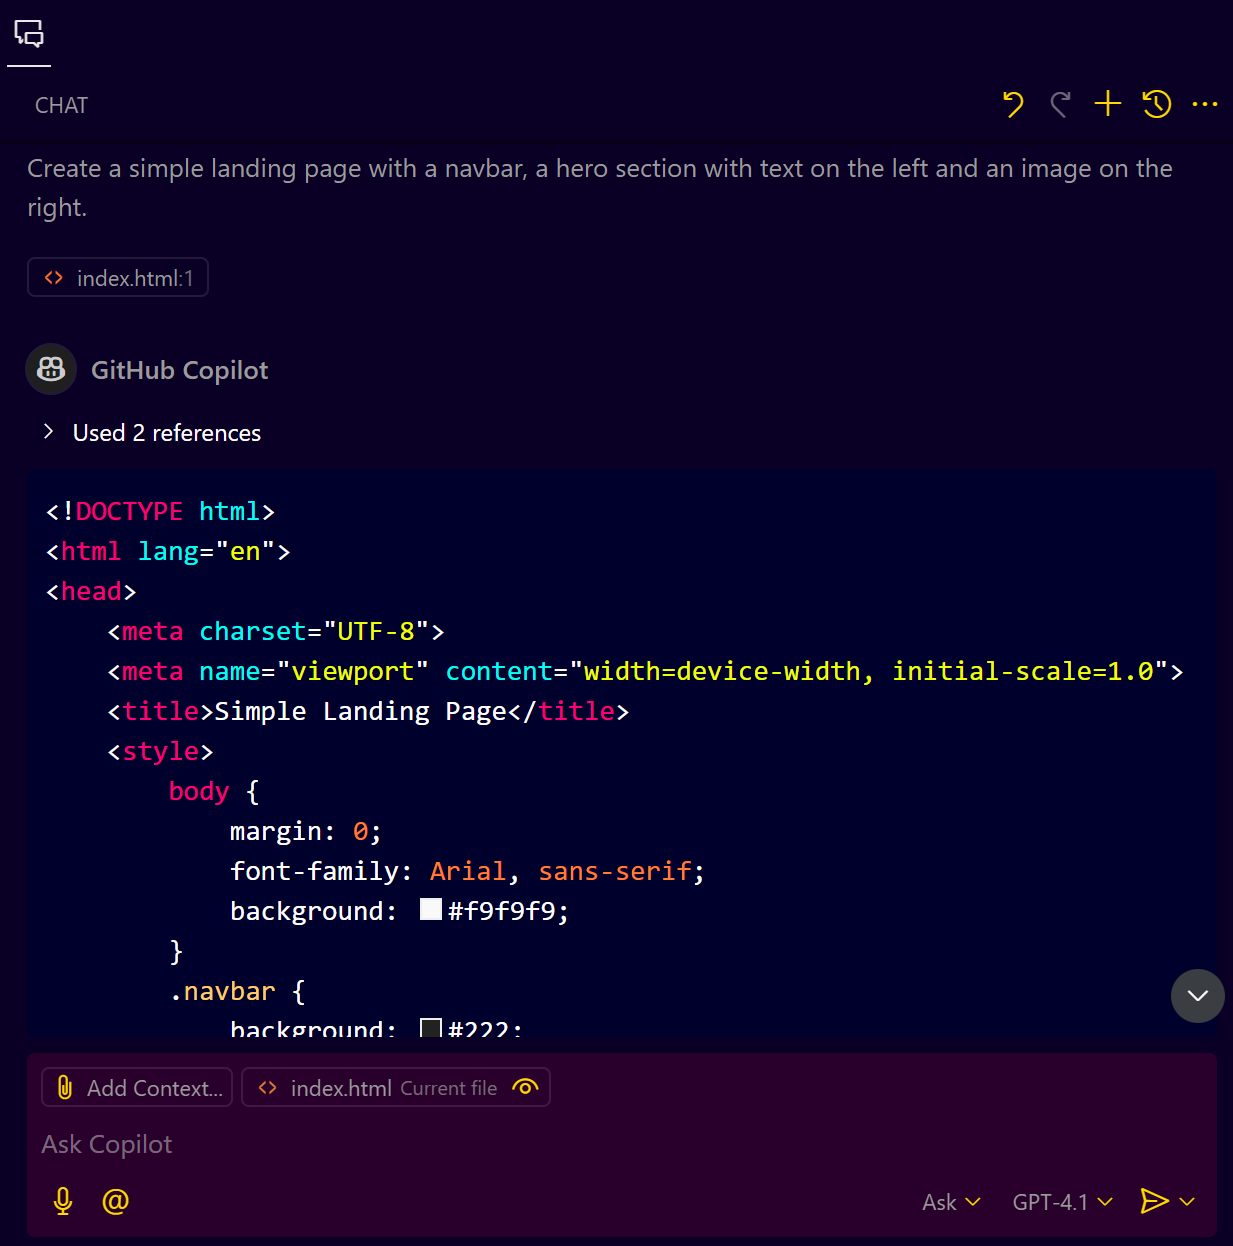 CHAT
Create a simple landing page with a navbar, a hero section with text on the left and an image on the
right.
index.html:1
GitHub Copilot
Used 2 references
<!DOCTYPE html>
<html lang="en">
<head>
    <meta charset="UTF-8">
    <meta name="viewport" content="width=device-width, initial-scale=1.0">
    <title>Simple Landing Page</title>
    <style>
        body {
            margin: 0;
            font-family: Arial, sans-serif;
            background: #f9f9f9;
        }
        .navbar {
            background: #222;
Add Context... index.html Current file
Ask Copilot
@ Ask GPT-4.1